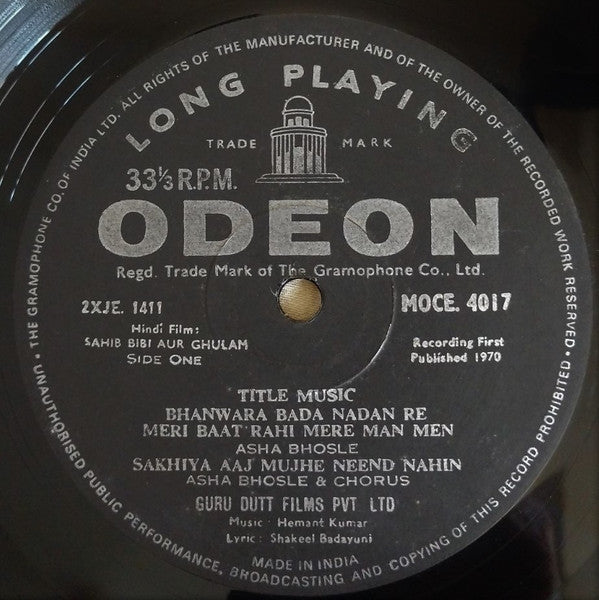 • THE GRAMOPHONE CO. OF INDIA LTD. ALL RIGHTS OF THE MANUFACTURER AND OF THE OWNER OF THE RECORDED WORK RESERVED
• UNAUTHORISED PUBLIC PERFORMANCE, BROADCASTING AND COPYING OF THIS RECORD PROHIBITED •
LONG PLAYING
TRADE MARK
33⅓ R.P.M.
ODEON
Regd. Trade Mark of The Gramophone Co., Ltd.
2XJE. 1411
MOCE. 4017
Hindi Film:
SAHIB BIBI AUR GHULAM
SIDE ONE
Recording First
Published 1970
TITLE MUSIC
BHANWARA BADA NADAN RE
MERI BAAT RAHI MERE MAN MEN
ASHA BHOSLE
SAKHIYA AAJ MUJHE NEEND NAHIN
ASHA BHOSLE & CHORUS
GURU DUTT FILMS PVT LTD
Music: Hemant Kumar
Lyric: Shakeel Badayuni
MADE IN INDIA